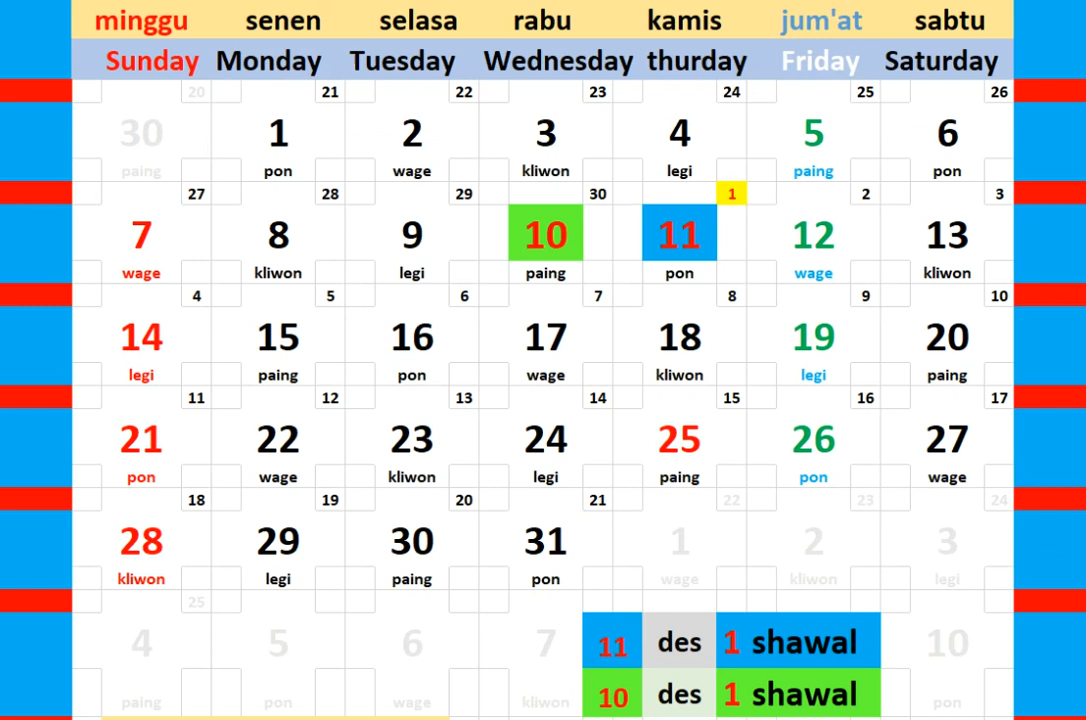 minggu senen selasa rabu kamis jum'at sabtu
Sunday Monday Tuesday Wednesday thurday Friday Saturday
20 21 22 23 24 25 26
30 1 2 3 4 5 6
paing pon wage kliwon legi paing pon
27 28 29 30 1 2 3
7 8 9 10 11 12 13
wage kliwon legi paing pon wage kliwon
4 5 6 7 8 9 10
14 15 16 17 18 19 20
legi paing pon wage kliwon legi paing
11 12 13 14 15 16 17
21 22 23 24 25 26 27
pon wage kliwon legi paing pon wage
18 19 20 21 22 23 24
28 29 30 31 1 2 3
kliwon legi paing pon wage kliwon legi
25
4 5 6 7 11 des 1 shawal 10
paing pon wage kliwon 10 des 1 shawal pon